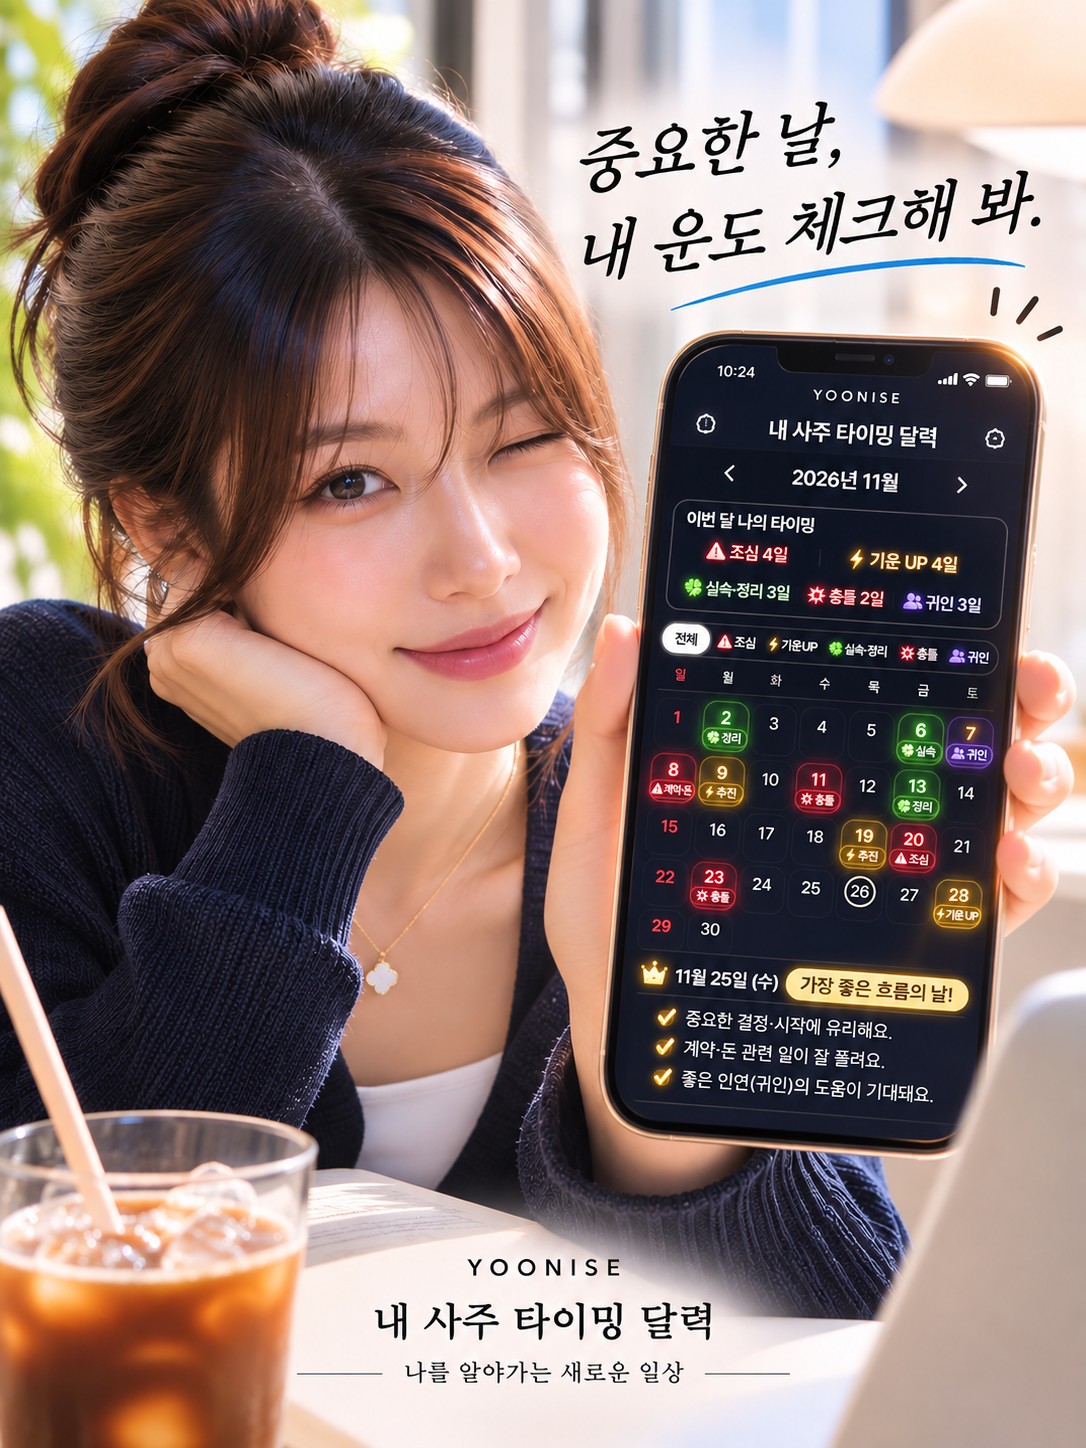 중요한 날,
내 운도 체크해 봐.
10:24
YOONISE
내 사주 타이밍 달력
2026년 11월
이번 달 나의 타이밍
조심 4일 기운 UP 4일
실속·정리 3일 충돌 2일 귀인 3일
전체 조심 기운UP 실속·정리 충돌 귀인
일 월 화 수 목 금 토
1 2 3 4 5 6 7
정리 실속 귀인
8 9 10 11 12 13 14
계약·돈 추진 충돌 정리
15 16 17 18 19 20 21
추진 조심
22 23 24 25 26 27 28
충돌 기운 UP
29 30
11월 25일 (수) 가장 좋은 흐름의 날!
중요한 결정·시작에 유리해요.
계약·돈 관련 일이 잘 풀려요.
좋은 인연(귀인)의 도움이 기대돼요.
YOONISE
내 사주 타이밍 달력
나를 알아가는 새로운 일상